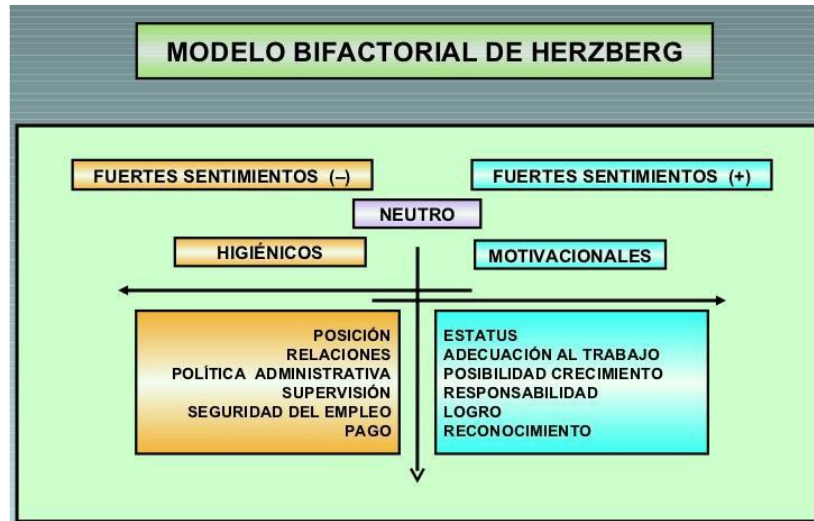 MODELO BIFACTORIAL DE HERZBERG
FUERTES SENTIMIENTOS (–)
FUERTES SENTIMIENTOS (+)
NEUTRO
HIGIÉNICOS
MOTIVACIONALES
POSICIÓN
RELACIONES
POLÍTICA ADMINISTRATIVA
SUPERVISIÓN
SEGURIDAD DEL EMPLEO
PAGO
ESTATUS
ADECUACIÓN AL TRABAJO
POSIBILIDAD CRECIMIENTO
RESPONSABILIDAD
LOGRO
RECONOCIMIENTO